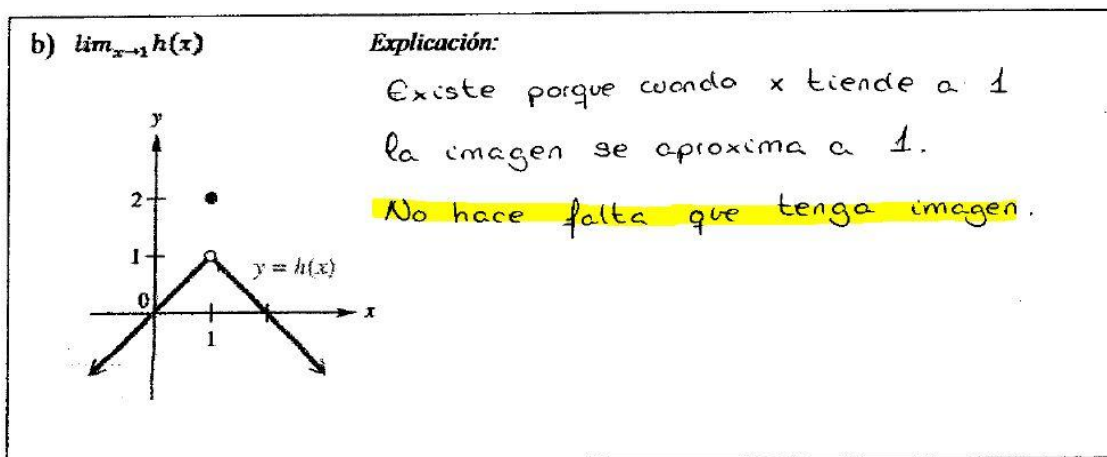 b) lim_{x→1} h(x)
Explicación:
Existe porque cuando x tiende a 1
la imagen se aproxima a 1.
No hace falta que tenga imagen.
y
2
1
y = h(x)
0
x
1